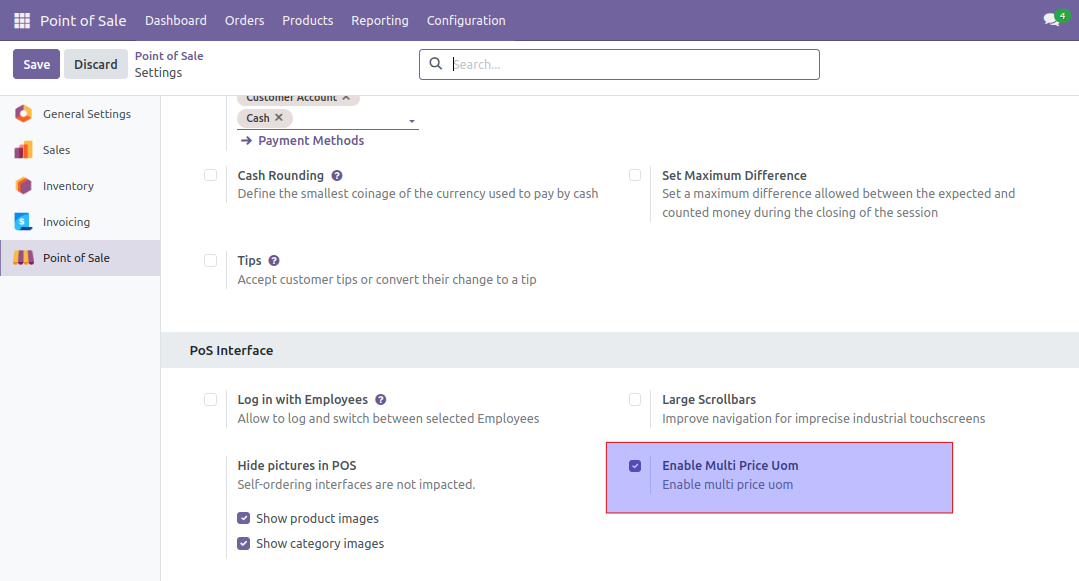 Point of Sale Dashboard Orders Products Reporting Configuration 4
Save Discard Point of Sale
Settings
Search...
General Settings
Sales
Inventory
Invoicing
Point of Sale
Customer Account ×
Cash ×
→ Payment Methods
Cash Rounding ?
Define the smallest coinage of the currency used to pay by cash
Set Maximum Difference
Set a maximum difference allowed between the expected and
counted money during the closing of the session
Tips ?
Accept customer tips or convert their change to a tip
PoS Interface
Log in with Employees ?
Allow to log and switch between selected Employees
Large Scrollbars
Improve navigation for imprecise industrial touchscreens
Hide pictures in POS
Self-ordering interfaces are not impacted.
Show product images
Show category images
Enable Multi Price Uom
Enable multi price uom